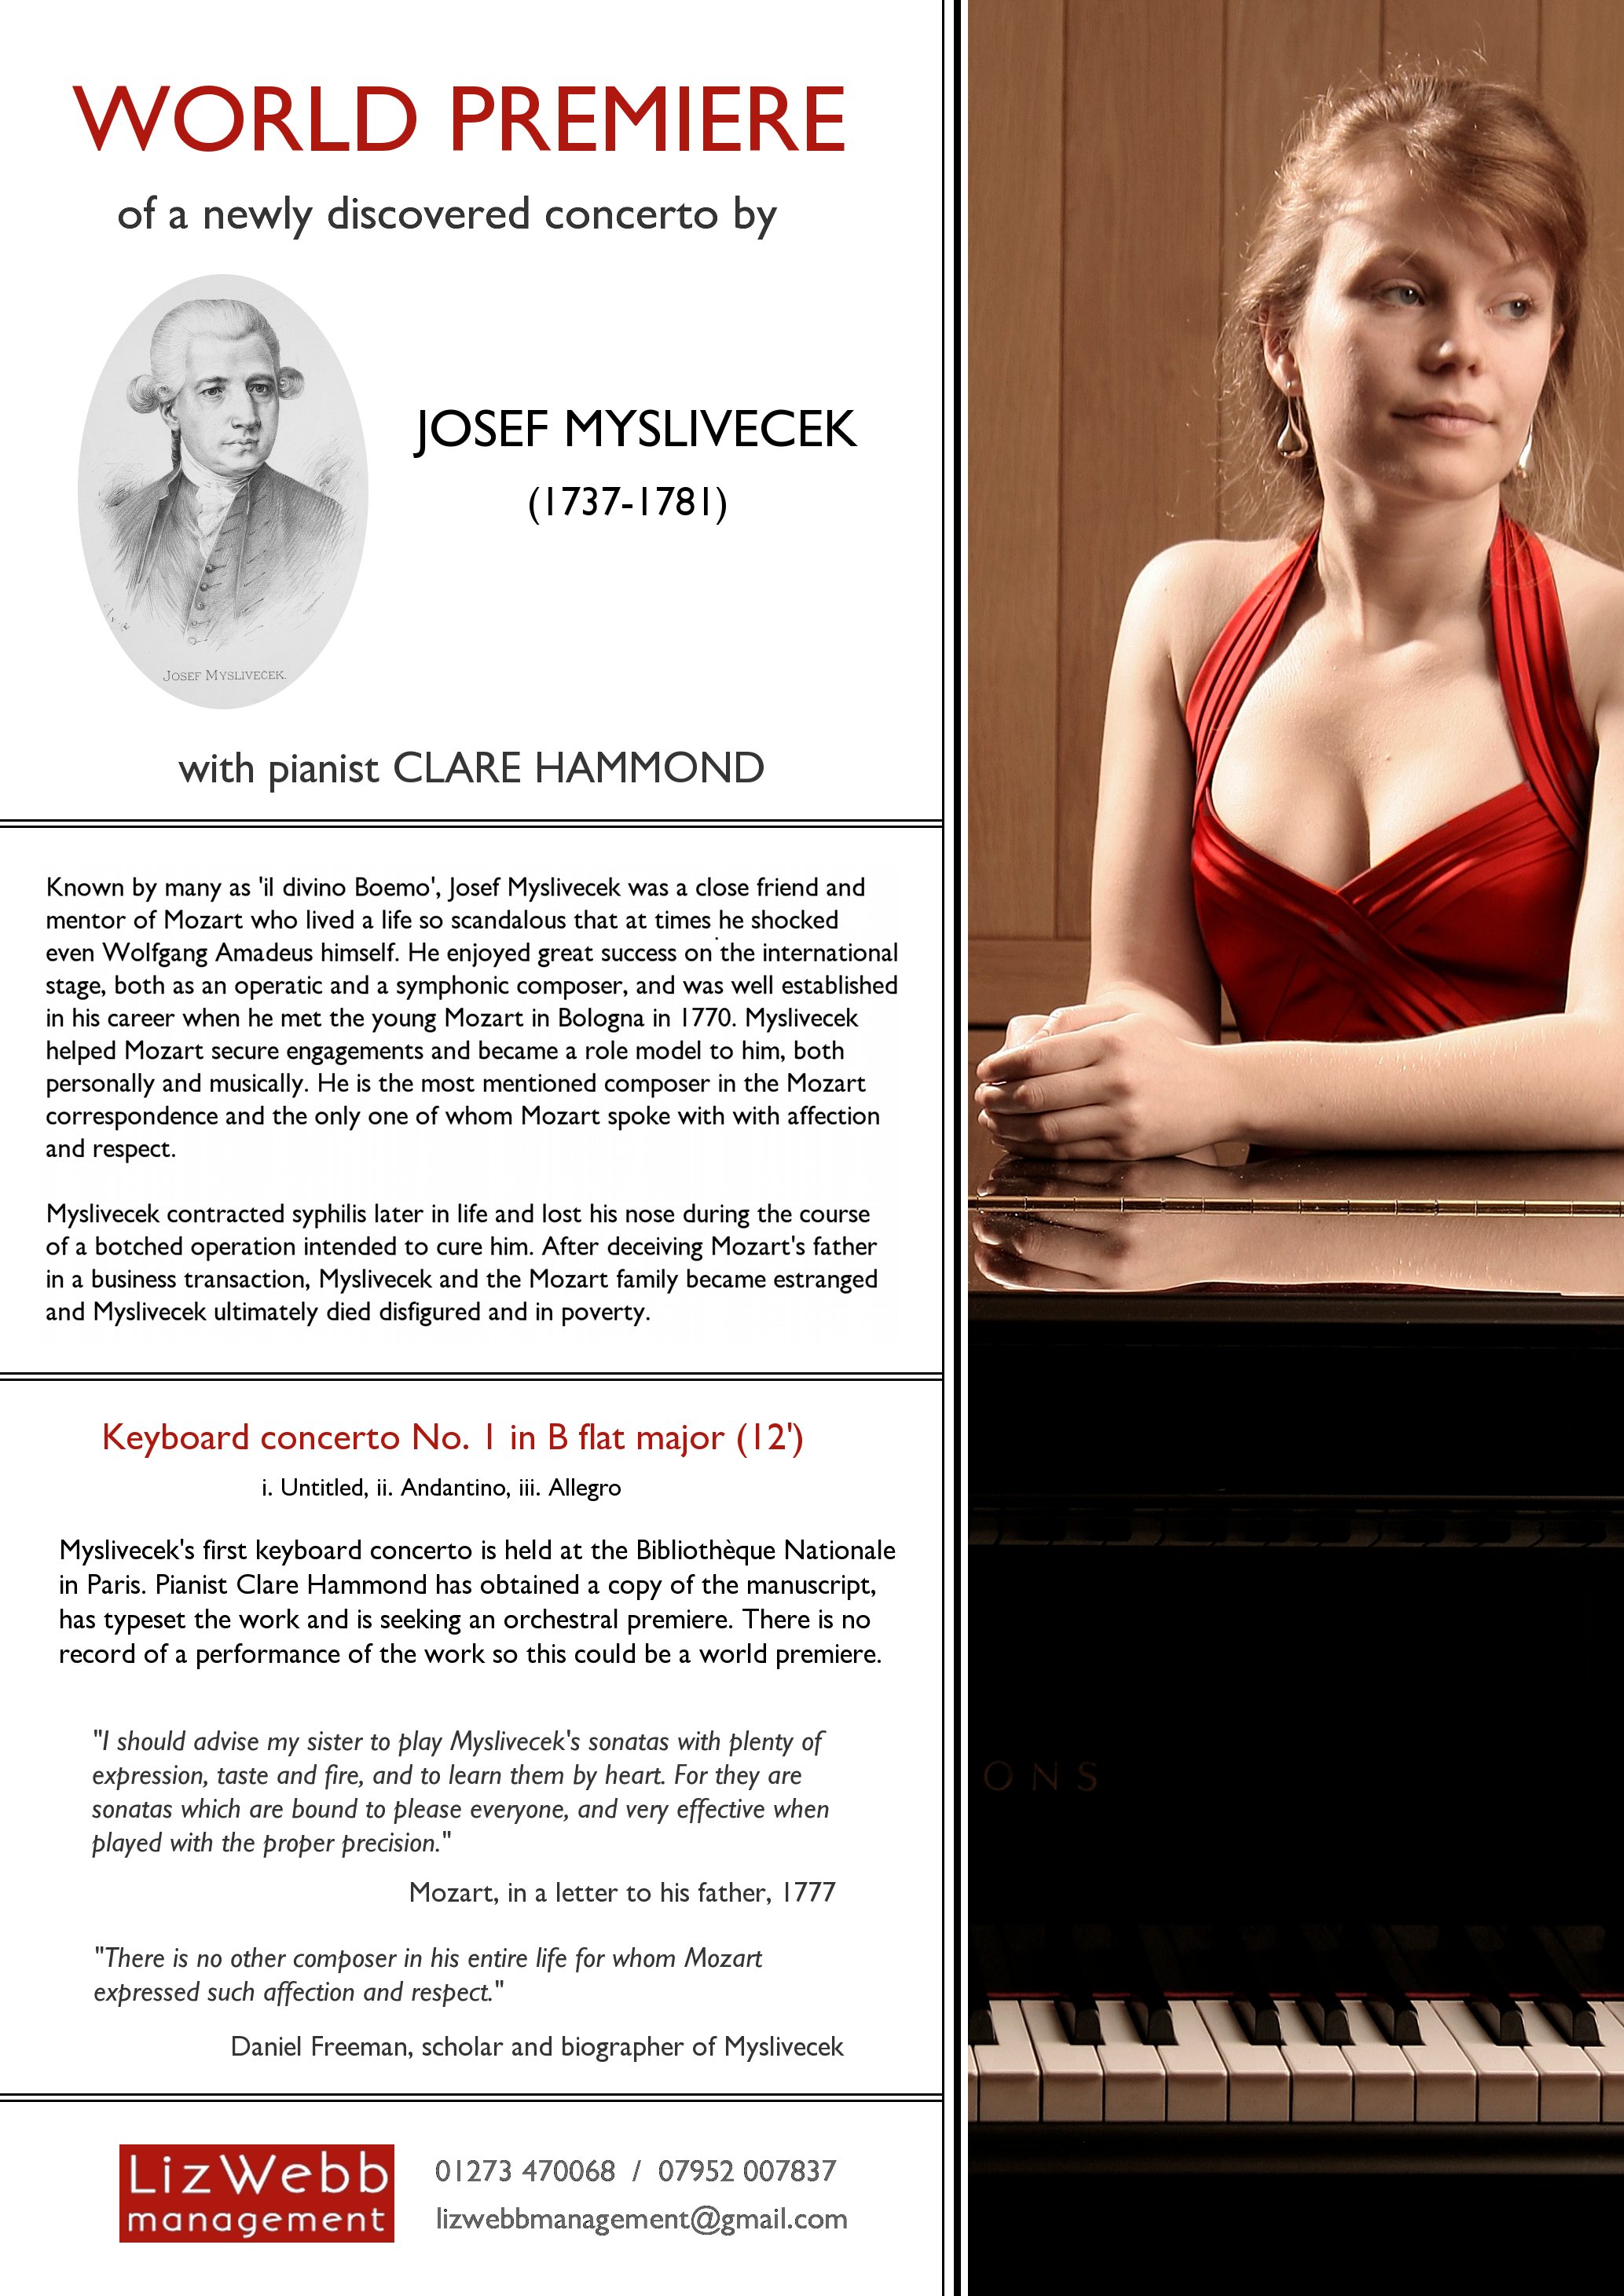 WORLD PREMIERE
of a newly discovered concerto by
JOSEF MYSLIVECEK
(1737-1781)
JOSEF MYSLIVEČEK.
with pianist CLARE HAMMOND
Known by many as 'il divino Boemo', Josef Myslivecek was a close friend and
mentor of Mozart who lived a life so scandalous that at times he shocked
even Wolfgang Amadeus himself. He enjoyed great success on the international
stage, both as an operatic and a symphonic composer, and was well established
in his career when he met the young Mozart in Bologna in 1770. Myslivecek
helped Mozart secure engagements and became a role model to him, both
personally and musically. He is the most mentioned composer in the Mozart
correspondence and the only one of whom Mozart spoke with with affection
and respect.
Myslivecek contracted syphilis later in life and lost his nose during the course
of a botched operation intended to cure him. After deceiving Mozart's father
in a business transaction, Myslivecek and the Mozart family became estranged
and Myslivecek ultimately died disfigured and in poverty.
Keyboard concerto No. 1 in B flat major (12')
i. Untitled, ii. Andantino, iii. Allegro
Myslivecek's first keyboard concerto is held at the Bibliothèque Nationale
in Paris. Pianist Clare Hammond has obtained a copy of the manuscript,
has typeset the work and is seeking an orchestral premiere. There is no
record of a performance of the work so this could be a world premiere.
"I should advise my sister to play Myslivecek's sonatas with plenty of
expression, taste and fire, and to learn them by heart. For they are
sonatas which are bound to please everyone, and very effective when
played with the proper precision."
Mozart, in a letter to his father, 1777
"There is no other composer in his entire life for whom Mozart
expressed such affection and respect."
Daniel Freeman, scholar and biographer of Myslivecek
LizWebb
management
01273 470068 / 07952 007837
lizwebbmanagement@gmail.com
ONS